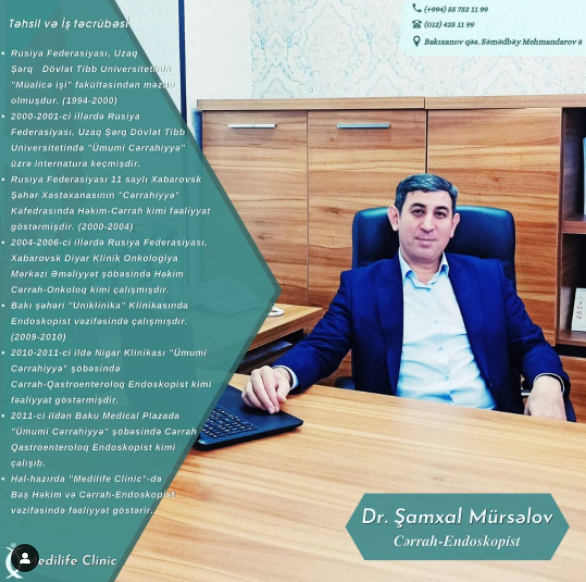 Təhsil və İş təcrübəsi
Rusiya Federasiyası, Uzaq
Şərq Dövlət Tibb Universitetinin
"Müalicə işi" fakültəsindən məzun
olmuşdur. (1994-2000)
2000-2001-ci illərdə Rusiya
Federasiyası, Uzaq Şərq Dövlət Tibb
Universitetində "Ümumi Cərrahiyyə"
üzrə internatura keçmişdir.
Rusiya Federasiyası 11 saylı Xabarovsk
Şəhər Xəstəxanasının "Cərrahiyyə"
Kafedrasında Həkim-Cərrah kimi fəaliyyat
göstərmişdir. (2000-2004)
2004-2006-cı illərdə Rusiya Federasiyası,
Xabarovsk Diyar Klinik Onkologiya
Mərkəzi Əməliyyat şöbəsində Həkim
Cərrah-Onkoloq kimi çalışmışdır.
Bakı şəhəri "Uniklinika" Klinikasında
Endoskopist vəzifəsində çalışmışdır.
(2009-2010)
2010-2011-ci ildə Nigar Klinikası "Ümumi
Cərrahiyyə" şöbəsində
Cərrah-Qastroenteroloq Endoskopist kimi
fəaliyyat göstərmişdir.
2011-ci ildən Baku Medical Plazada
"Ümumi Cərrahiyyə" şöbəsində Cərrah
Qastoenteroloq Endoskopist kimi
çalışıb.
Hal-hazırda "Medilife Clinic"-də
Baş Həkim və Cərrah-Endoskopist
vəzifəsində fəaliyyət göstərir.
Medilife Clinic
(+994) 55 752 11 99
(012) 425 11 99
Bakıxanov qəs. Səmədbəy Mehmandarov 8
Dr. Şamxal Mürsəlov
Cərrah-Endoskopist